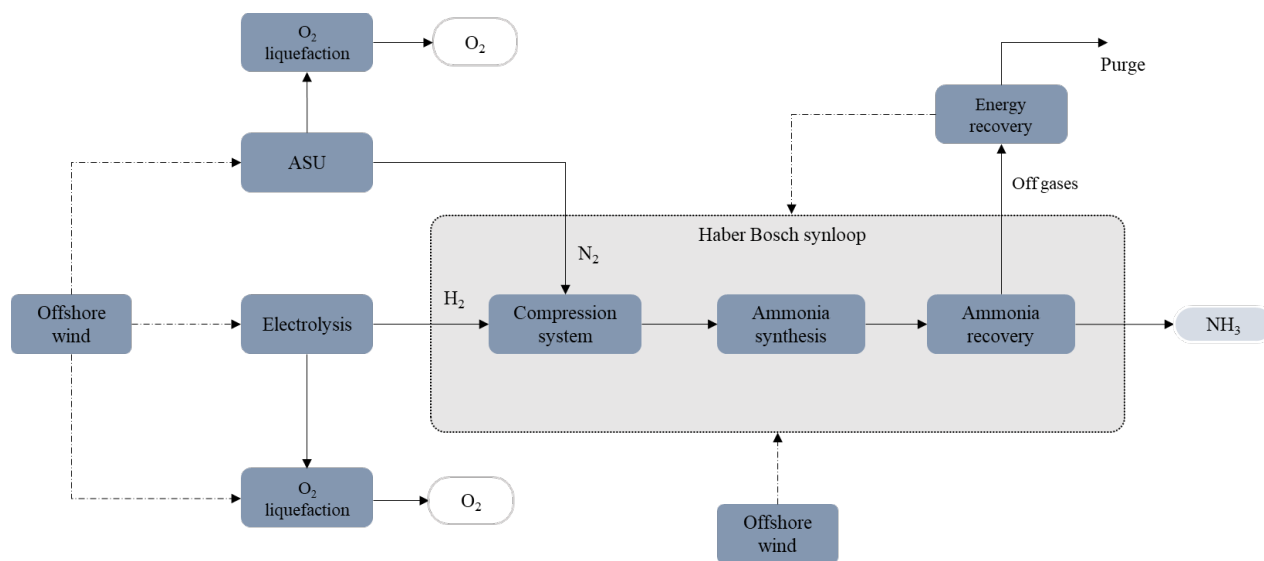 O₂
liquefaction
O₂
Purge
Energy
recovery
ASU
Off gases
Haber Bosch synloop
N₂
H₂
Offshore
wind
Electrolysis
Compression
system
Ammonia
synthesis
Ammonia
recovery
NH₃
O₂
liquefaction
O₂
Offshore
wind